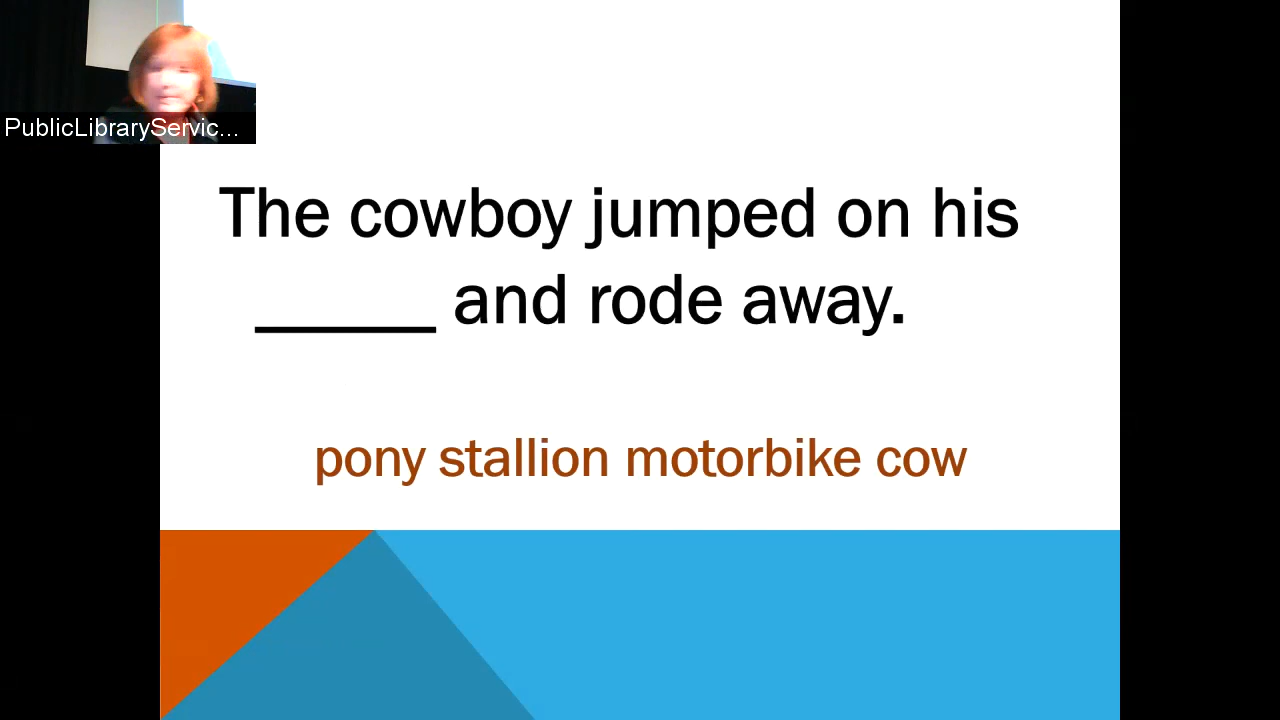 PublicLibraryServic...
The cowboy jumped on his
_____ and rode away.
pony stallion motorbike cow